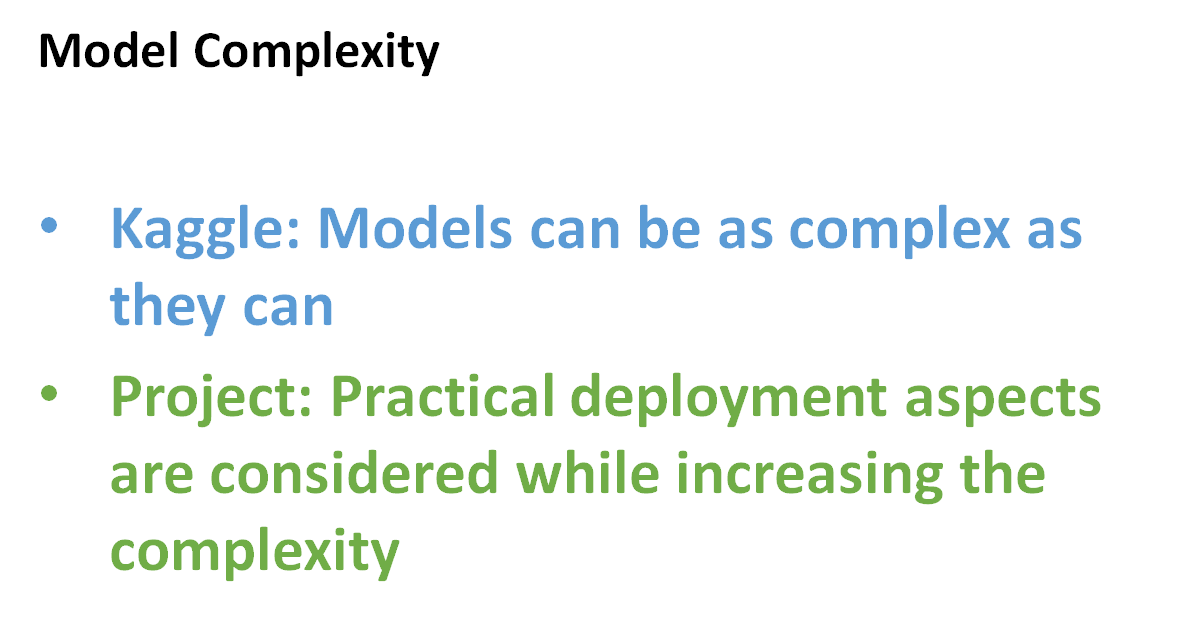 Model Complexity
• Kaggle: Models can be as complex as
they can
• Project: Practical deployment aspects
are considered while increasing the
complexity